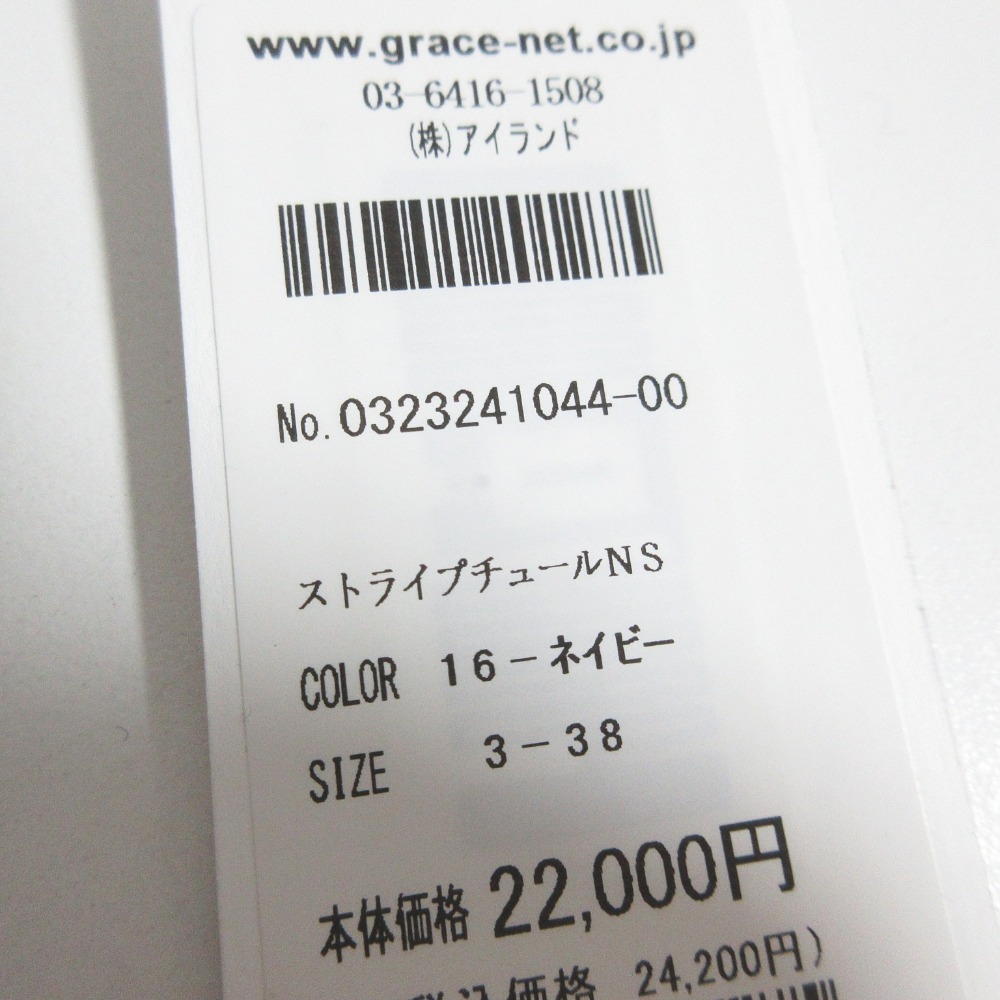 www.grace-net.co.jp
03-6416-1508
(株)アイランド
No.0323241044-00
ストライプチュールNS
COLOR 16-ネイビー
SIZE 3-38
本体価格 22,000円
税込価格 24,200円)